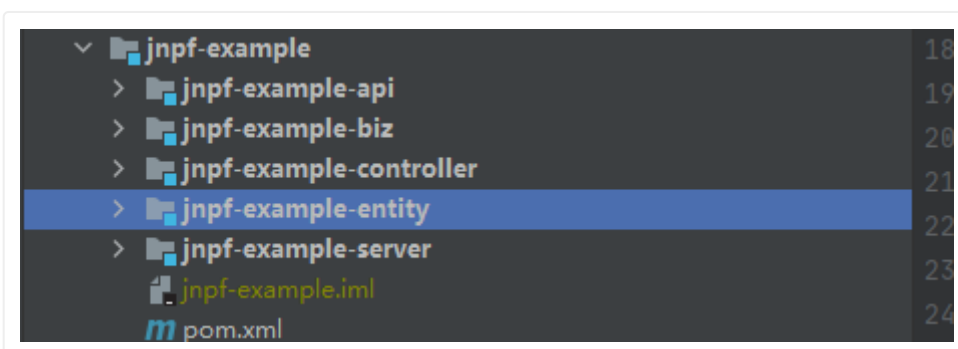 jnpf-example 18
jnpf-example-api 19
jnpf-example-biz 20
jnpf-example-controller 21
jnpf-example-entity 22
jnpf-example-server 23
jnpf-example.iml
pom.xml 24